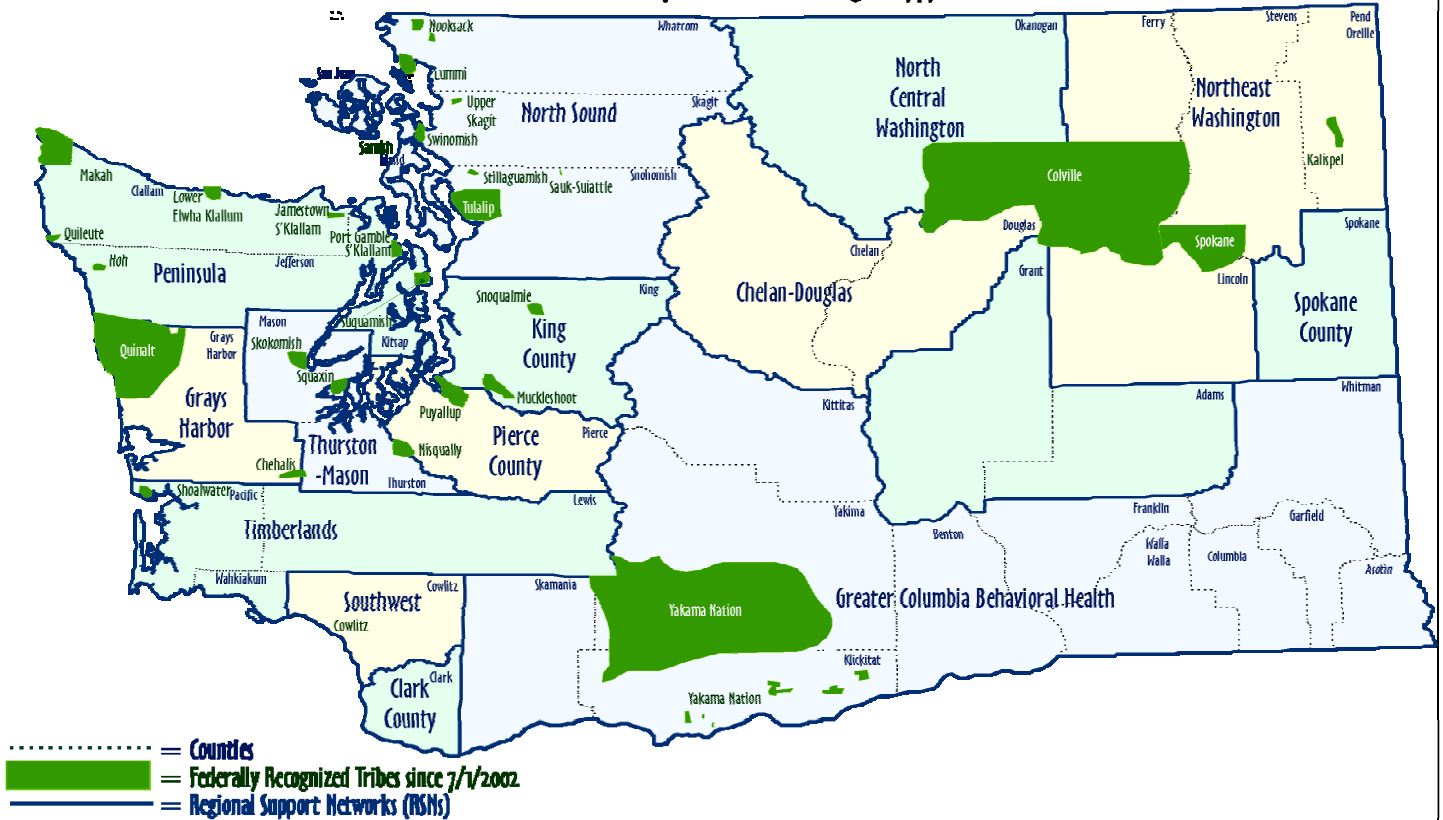 Nooksack
Whatcom
Okanogan
Ferry
Stevens
Pend
Oreille
San Juan
Lummi
North
Central
Washington
Northeast
Washington
Upper
Skagit
Skagit
North Sound
Swinomish
Kalispel
Makah
Clallam
Lower
Elwha Klallum
Stillaguamish
Sauk-Suiattle
Snohomish
Tulalip
Colville
Jamestown
S'Klallam
Port Gamble
S'Klallam
Quileute
Hoh
Jefferson
Peninsula
Chelan
Douglas
Spokane
Spokane
Grant
Lincoln
Chelan-Douglas
Spokane
County
Snoqualmie
King
King
County
Suquamish
Kitsap
Mason
Skokomish
Squaxin
Quinalt
Grays
Harbor
Grays
Harbor
Muckleshoot
Puyallup
Kittitas
Adams
Whitman
Thurston
-Mason
Thurston
Nisqually
Pierce
County
Pierce
Chehalis
Shoalwater
Pacific
Lewis
Timberlands
Yakima
Benton
Franklin
Walla
Walla
Columbia
Garfield
Asotin
Wahkiakum
Cowlitz
Southwest
Cowlitz
Skamania
Yakama Nation
Greater Columbia Behavioral Health
Clark
Clark
County
Klickitat
Yakama Nation
= Counties
= Federally Recognized Tribes since 7/1/2002
= Regional Support Networks (RSNs)